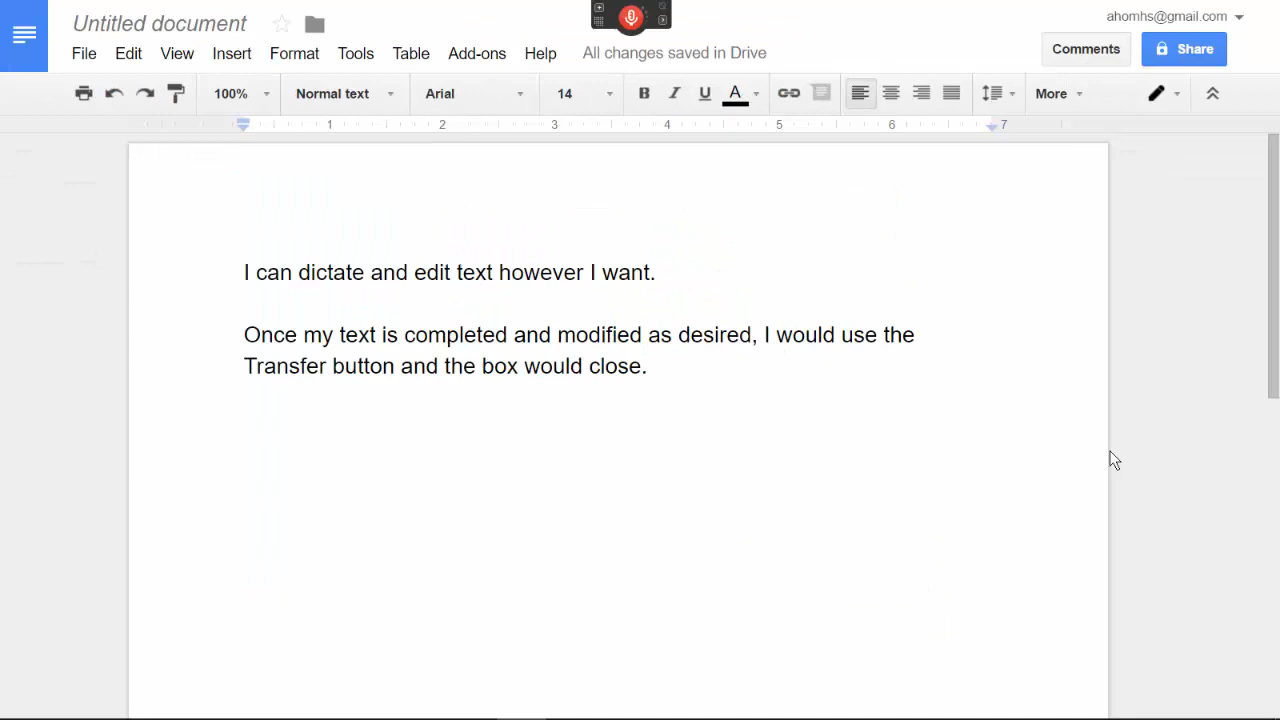 Untitled document
ahomhs@gmail.com
File Edit View Insert Format Tools Table Add-ons Help All changes saved in Drive
Comments Share
100% Normal text Arial 14 B I U A More
1 2 3 4 5 6 7
I can dictate and edit text however I want.
Once my text is completed and modified as desired, I would use the
Transfer button and the box would close.